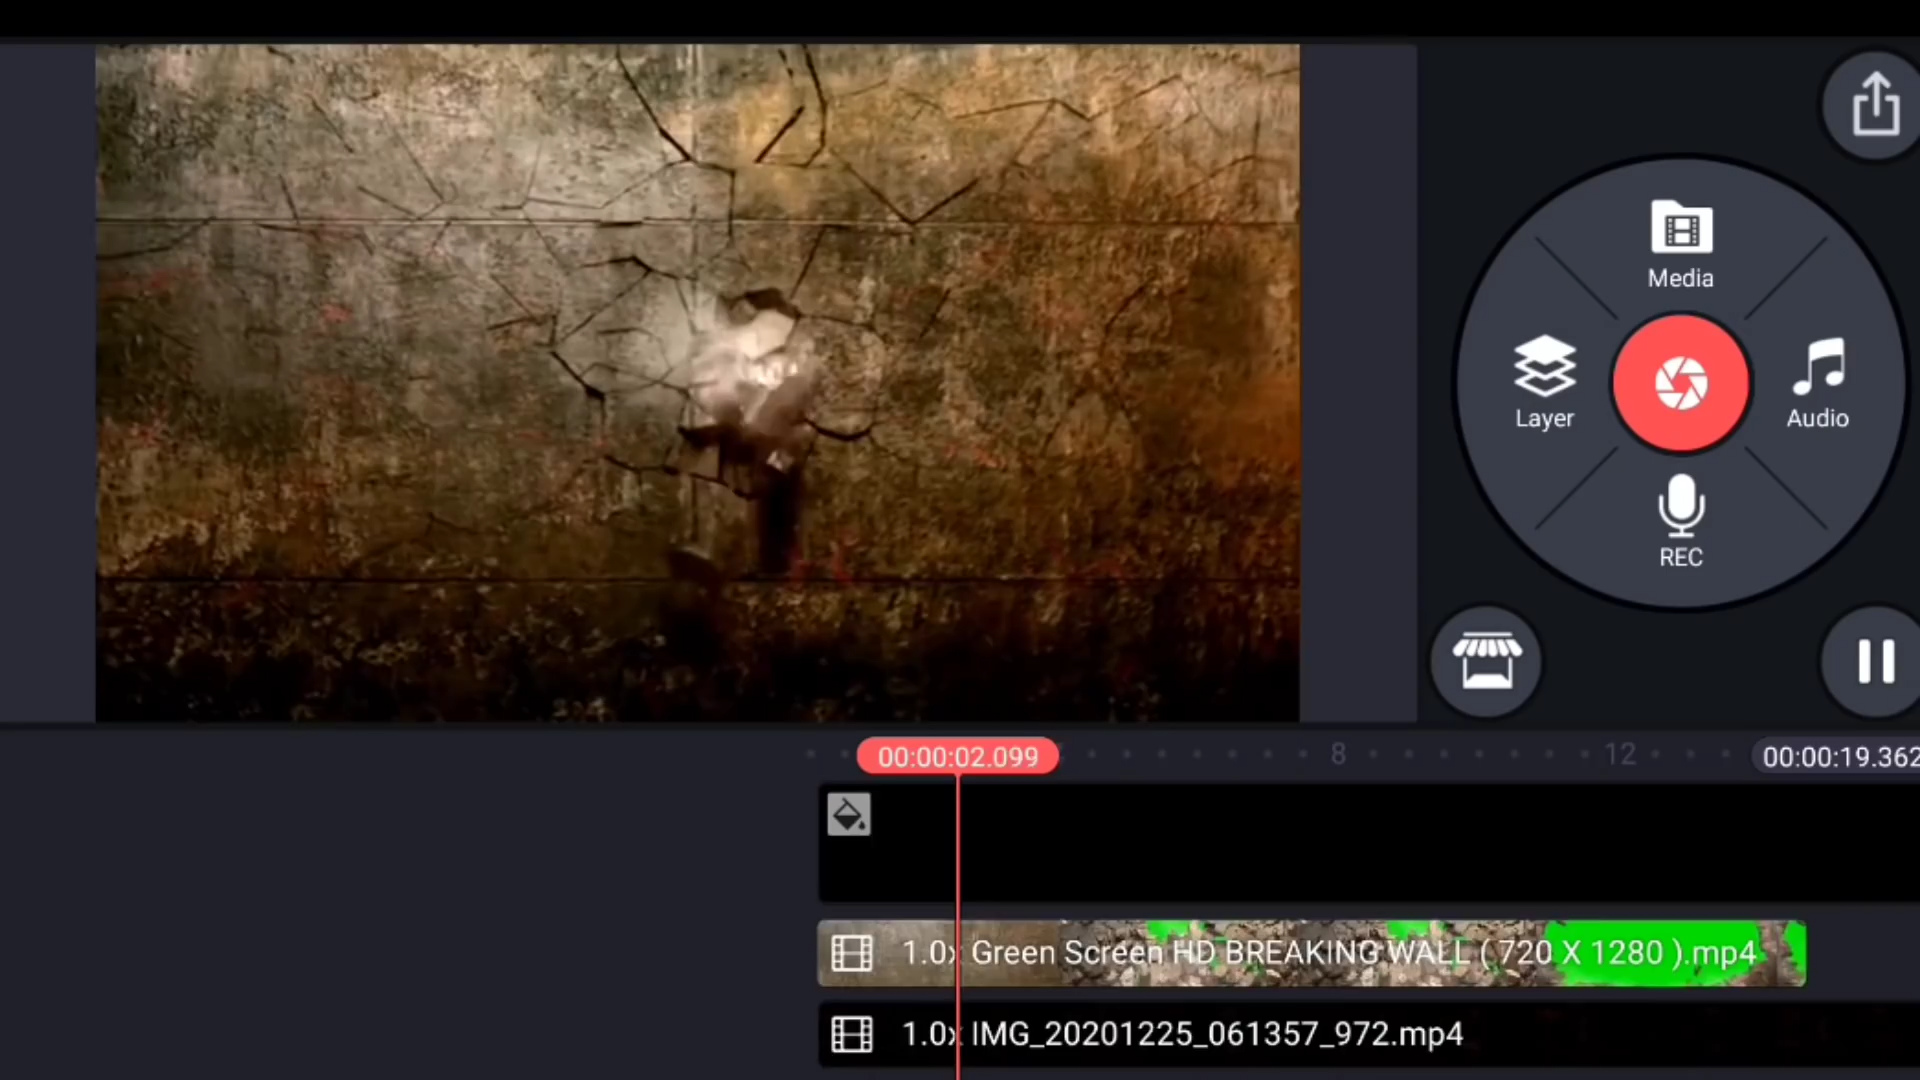 Media
Layer
Audio
REC
00:00:02.099
8
12
00:00:19.362
1.0x Green Screen HD BREAKING WALL ( 720 X 1280 ).mp4
1.0x IMG_20201225_061357_972.mp4